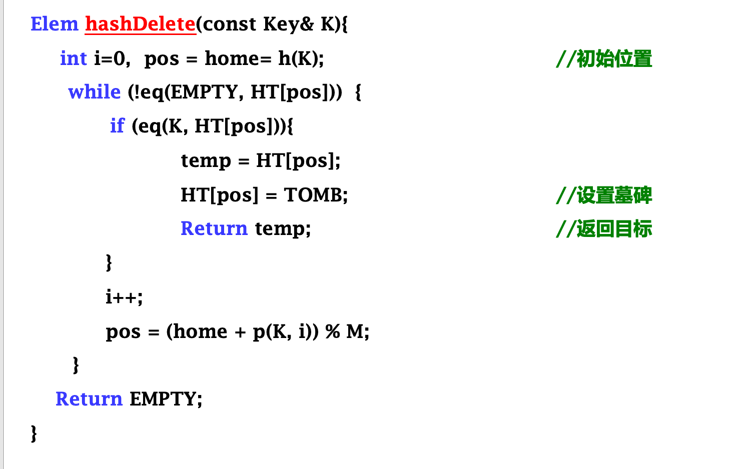 Elem hashDelete(const Key& K){
int i=0, pos = home= h(K); //初始位置
while (!eq(EMPTY, HT[pos])) {
if (eq(K, HT[pos])){
temp = HT[pos];
HT[pos] = TOMB; //设置墓碑
Return temp; //返回目标
}
i++;
pos = (home + p(K, i)) % M;
}
Return EMPTY;
}